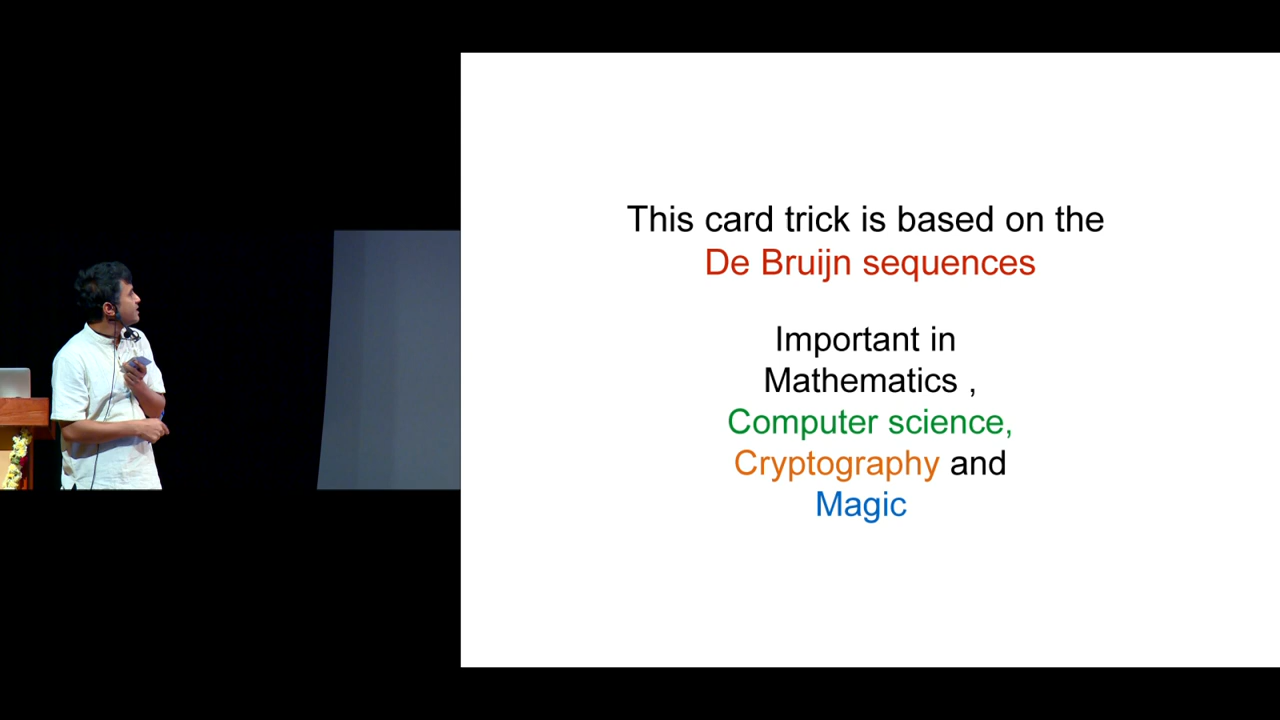 This card trick is based on the
De Bruijn sequences
Important in
Mathematics ,
Computer science,
Cryptography and
Magic